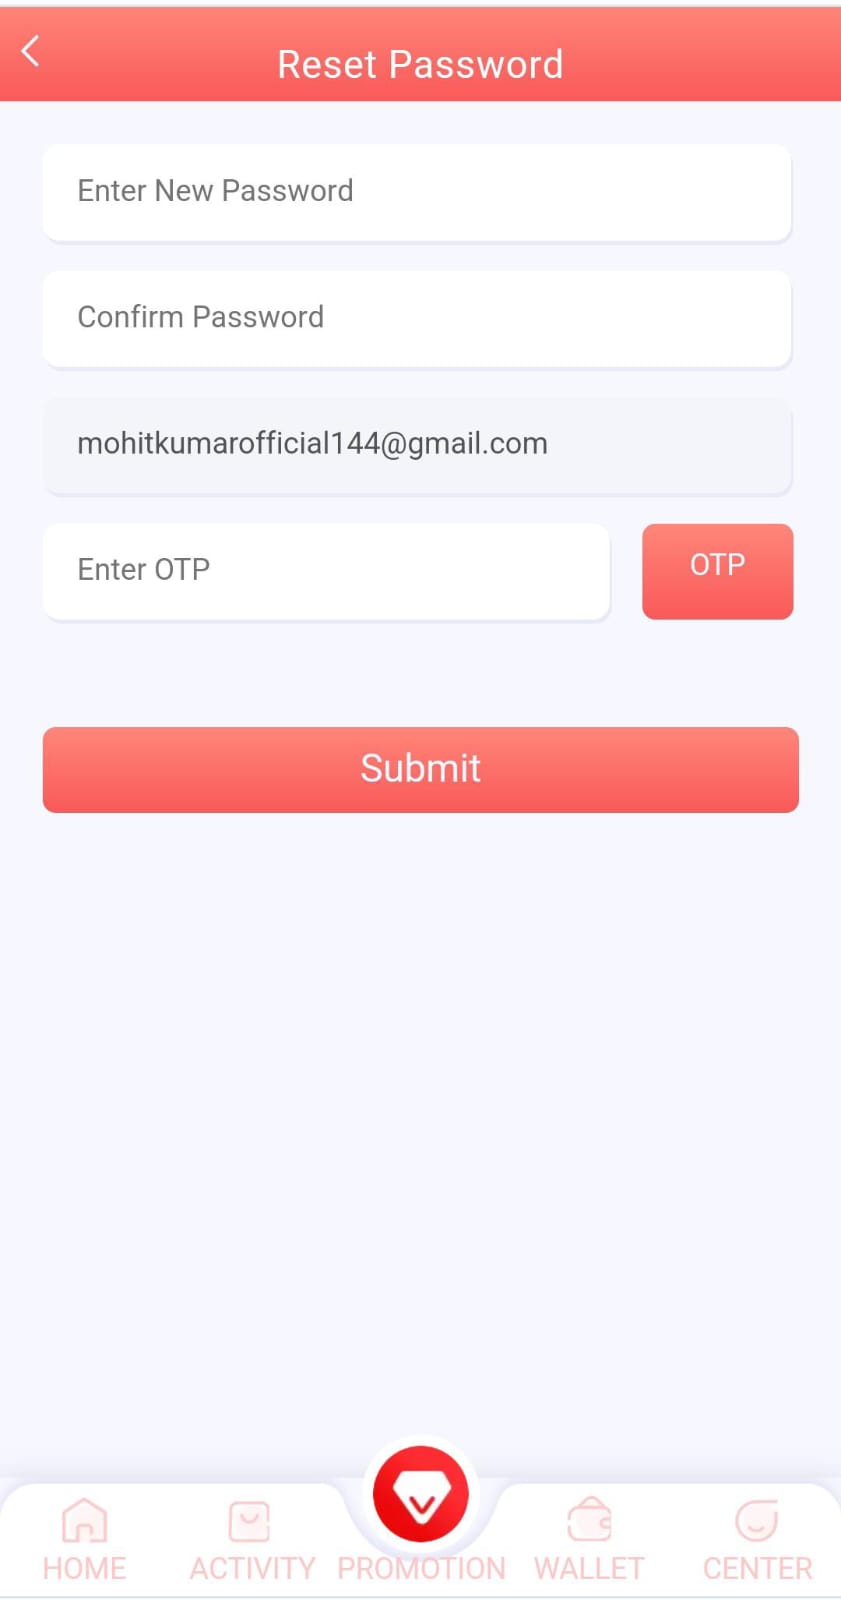 Reset Password
Enter New Password
Confirm Password
mohitkumarofficial144@gmail.com
Enter OTP
OTP
Submit
HOME
ACTIVITY
PROMOTION
WALLET
CENTER